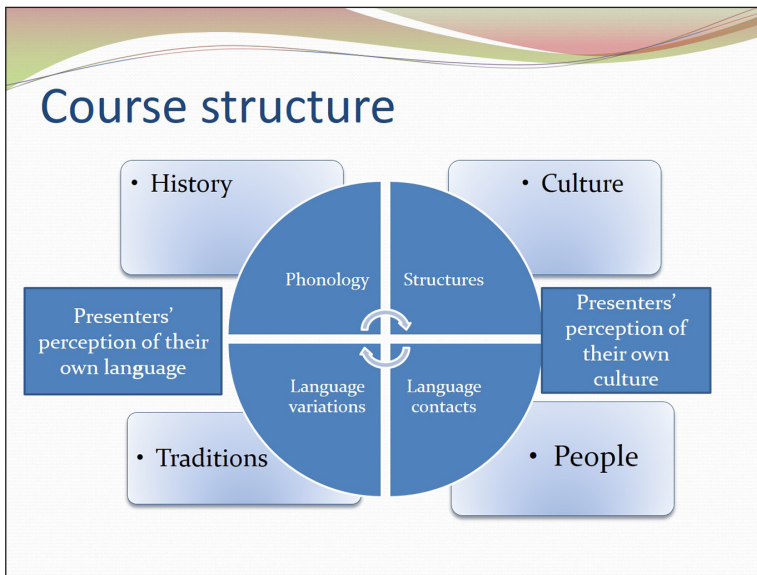 Course structure
• History
• Culture
Phonology
Structures
Presenters'
perception of their
own language
Presenters'
perception of
their own
culture
Language
variations
Language
contacts
• Traditions
• People